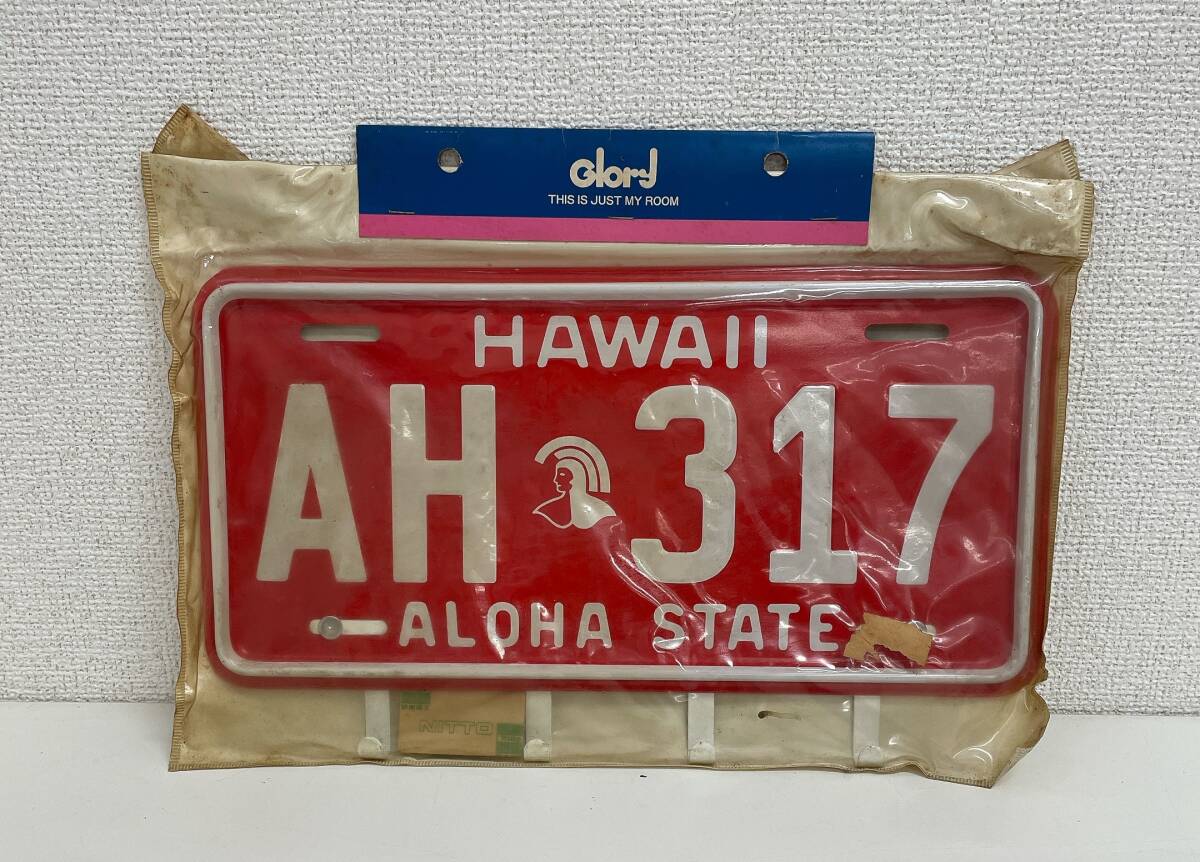 Glory
THIS IS JUST MY ROOM
HAWAII
AH 317
ALOHA STATE
NITTO